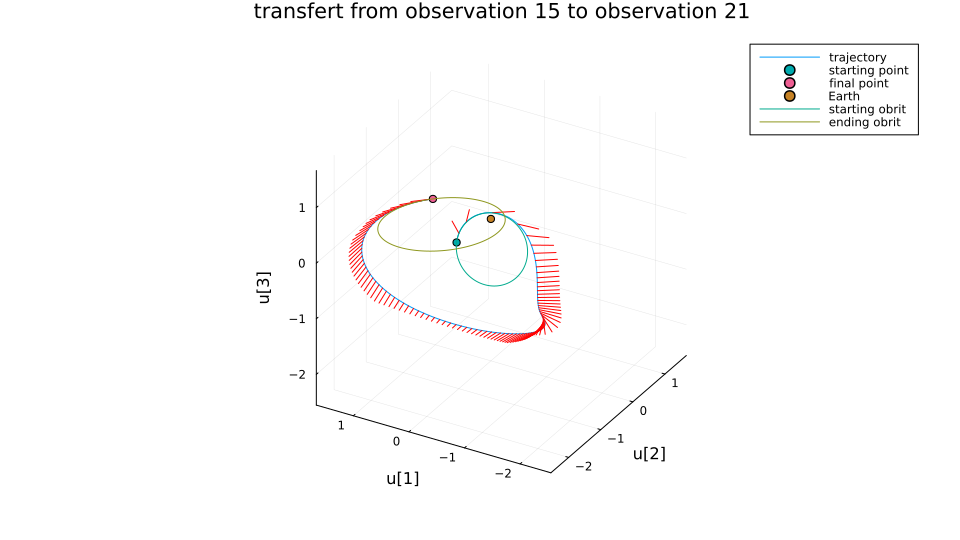 transfert from observation 15 to observation 21
trajectory
starting point
final point
Earth
starting obrit
ending obrit
1
0
−1
−2
u[3]
1
0
−1
−2
u[1]
1
0
−1
−2
u[2]